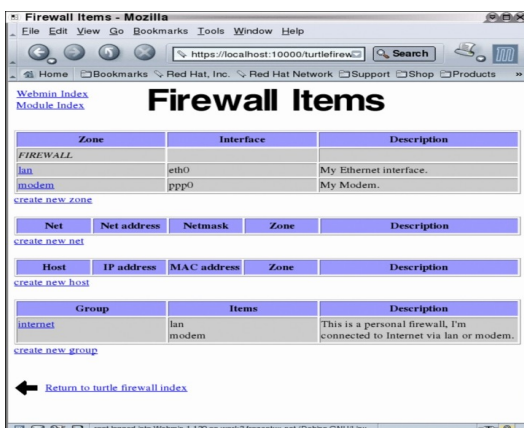 Firewall Items - Mozilla
File Edit View Go Bookmarks Tools Window Help
https://localhost:10000/turtlefirew Search
Home Bookmarks Red Hat, Inc. Red Hat Network Support Shop Products »
Webmin Index
Module Index
Firewall Items
Zone Interface Description
FIREWALL
lan eth0 My Ethernet interface.
modem ppp0 My Modem.
create new zone
Net Net address Netmask Zone Description
create new net
Host IP address MAC address Zone Description
create new host
Group Items Description
internet lan This is a personal firewall, I'm
modem connected to Internet via lan or modem.
create new group
Return to turtle firewall index